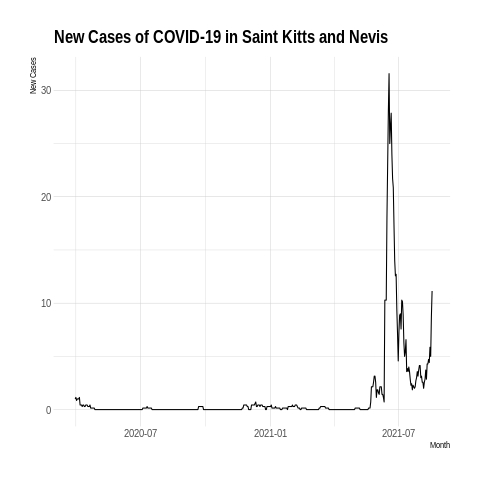 New Cases of COVID-19 in Saint Kitts and Nevis
New Cases
30
20
10
0
2020-07
2021-01
2021-07
Month